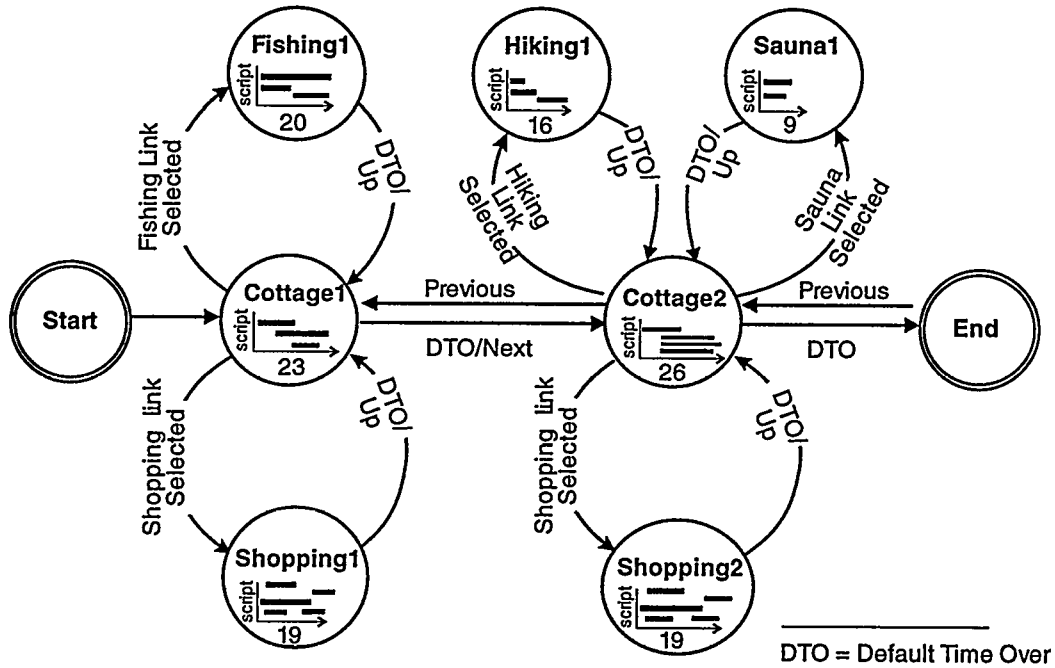 Fishing1
script
20
Hiking1
script
16
Sauna1
script
9
Fishing Link
Selected
DTO/
Up
Hiking
Link
Selected
DTO/
Up
DTO/
Up
Sauna
Link
Selected
Start
Cottage1
script
23
Previous
DTO/Next
Cottage2
script
26
Previous
DTO
End
Shopping link
Selected
DTO/
Up
Shopping link
Selected
DTO/
Up
Shopping1
script
19
Shopping2
script
19
DTO = Default Time Over